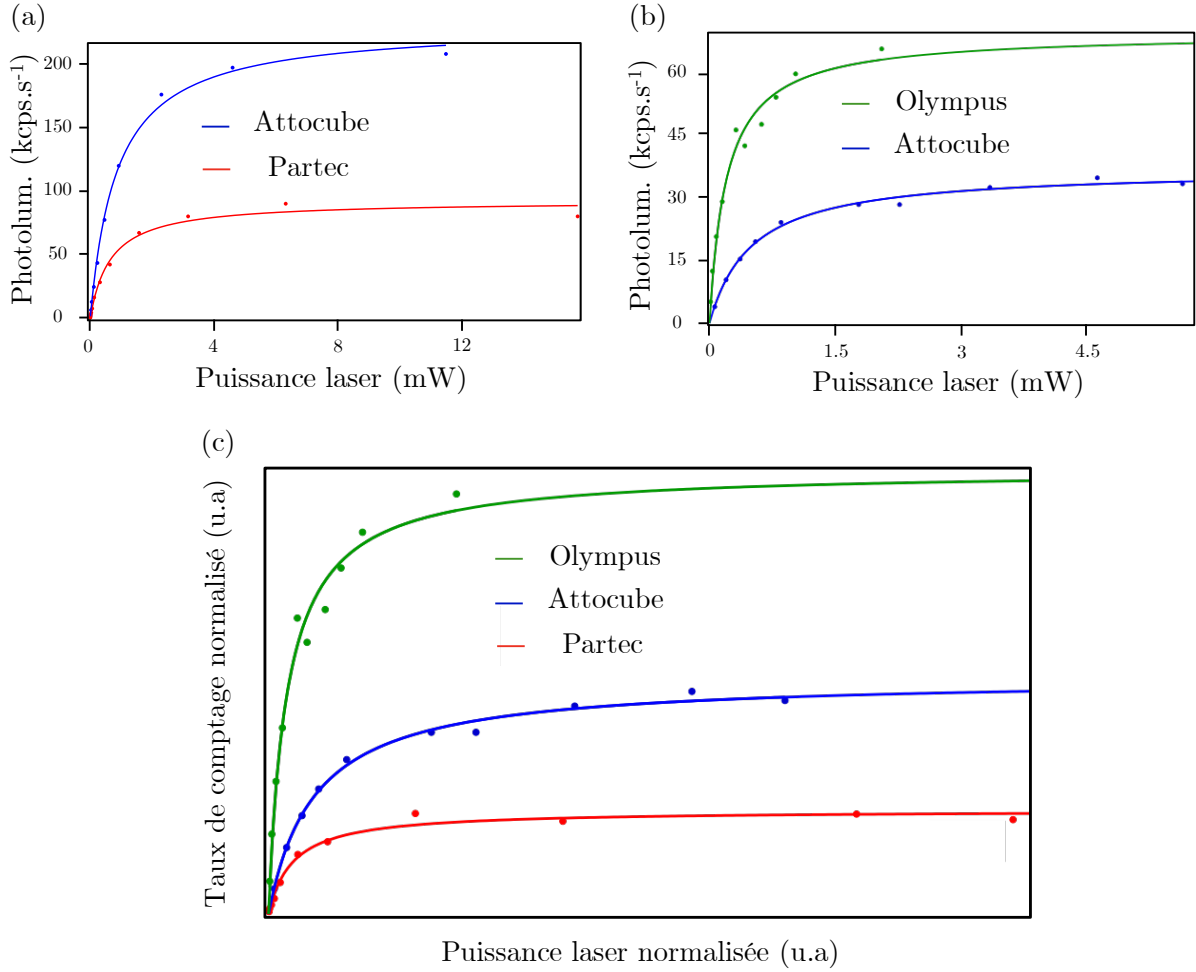 (a)
Photolum. (kcps.s⁻¹)
200
150
100
50
0
Attocube
Partec
0 4 8 12
Puissance laser (mW)
(b)
Photolum. (kcps.s⁻¹)
60
45
30
15
0
Olympus
Attocube
0 1.5 3 4.5
Puissance laser (mW)
(c)
Taux de comptage normalisé (u.a)
Olympus
Attocube
Partec
Puissance laser normalisée (u.a)